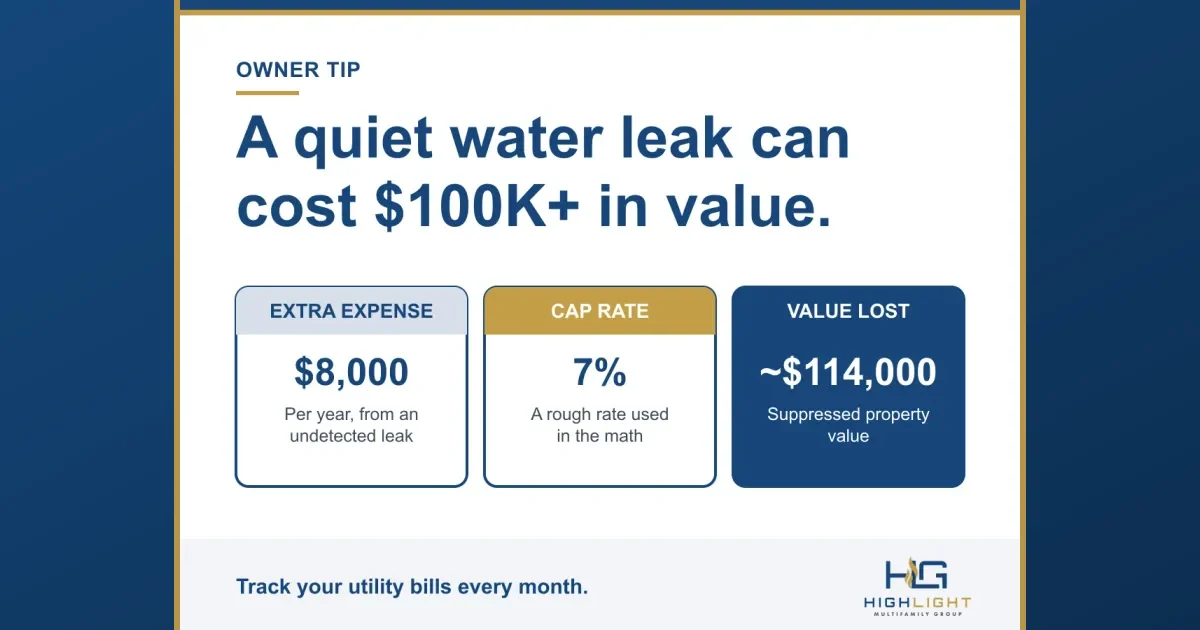 OWNER TIP
A quiet water leak can
cost $100K+ in value.
EXTRA EXPENSE
$8,000
Per year, from an
undetected leak
CAP RATE
7%
A rough rate used
in the math
VALUE LOST
~$114,000
Suppressed property
value
Track your utility bills every month.
HLG
HIGHLIGHT
MULTIFAMILY GROUP